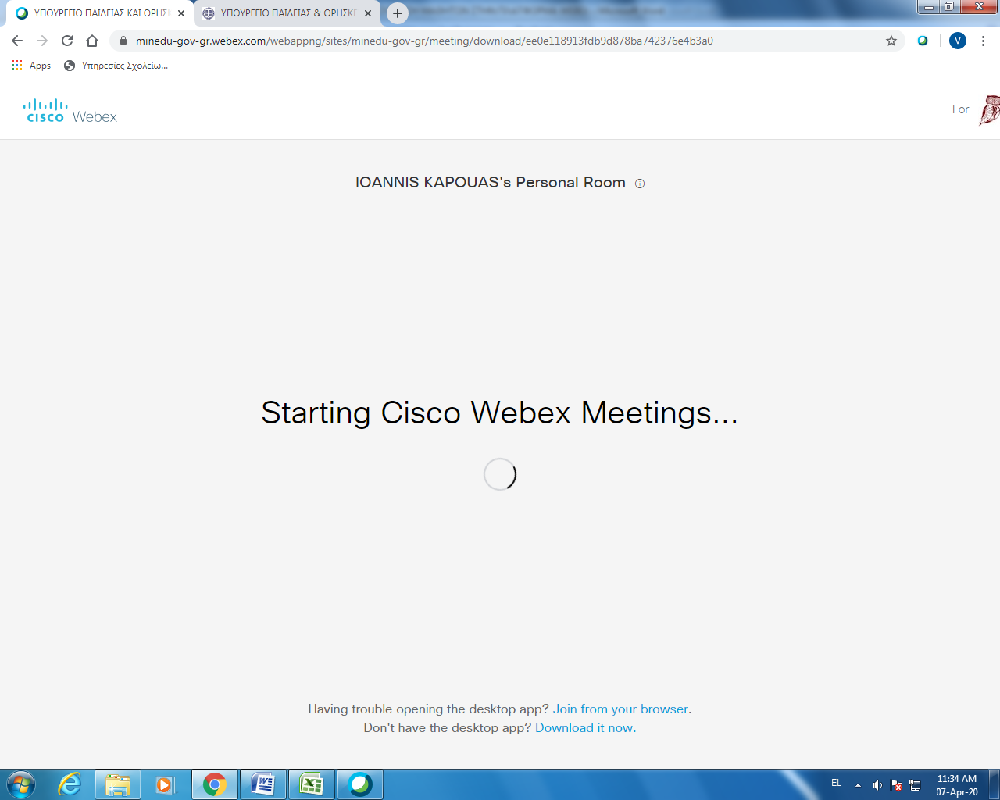 ΥΠΟΥΡΓΕΙΟ ΠΑΙΔΕΙΑΣ ΚΑΙ ΘΡΗΣΚ
ΥΠΟΥΡΓΕΙΟ ΠΑΙΔΕΙΑΣ & ΘΡΗΣΚΕ
minedu-gov-gr.webex.com/webappng/sites/minedu-gov-gr/meeting/download/ee0e118913fdb9d878ba742376e4b3a0
V
Apps
Υπηρεσίες Σχολείω...
cisco Webex
For
IOANNIS KAPOUAS's Personal Room
Starting Cisco Webex Meetings...
Having trouble opening the desktop app? Join from your browser.
Don't have the desktop app? Download it now.
EL
11:34 AM
07-Apr-20